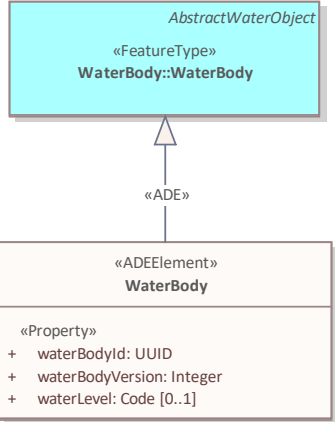 AbstractWaterObject
«FeatureType»
WaterBody::WaterBody
«ADE»
«ADEElement»
WaterBody
«Property»
+ waterBodyId: UUID
+ waterBodyVersion: Integer
+ waterLevel: Code [0..1]